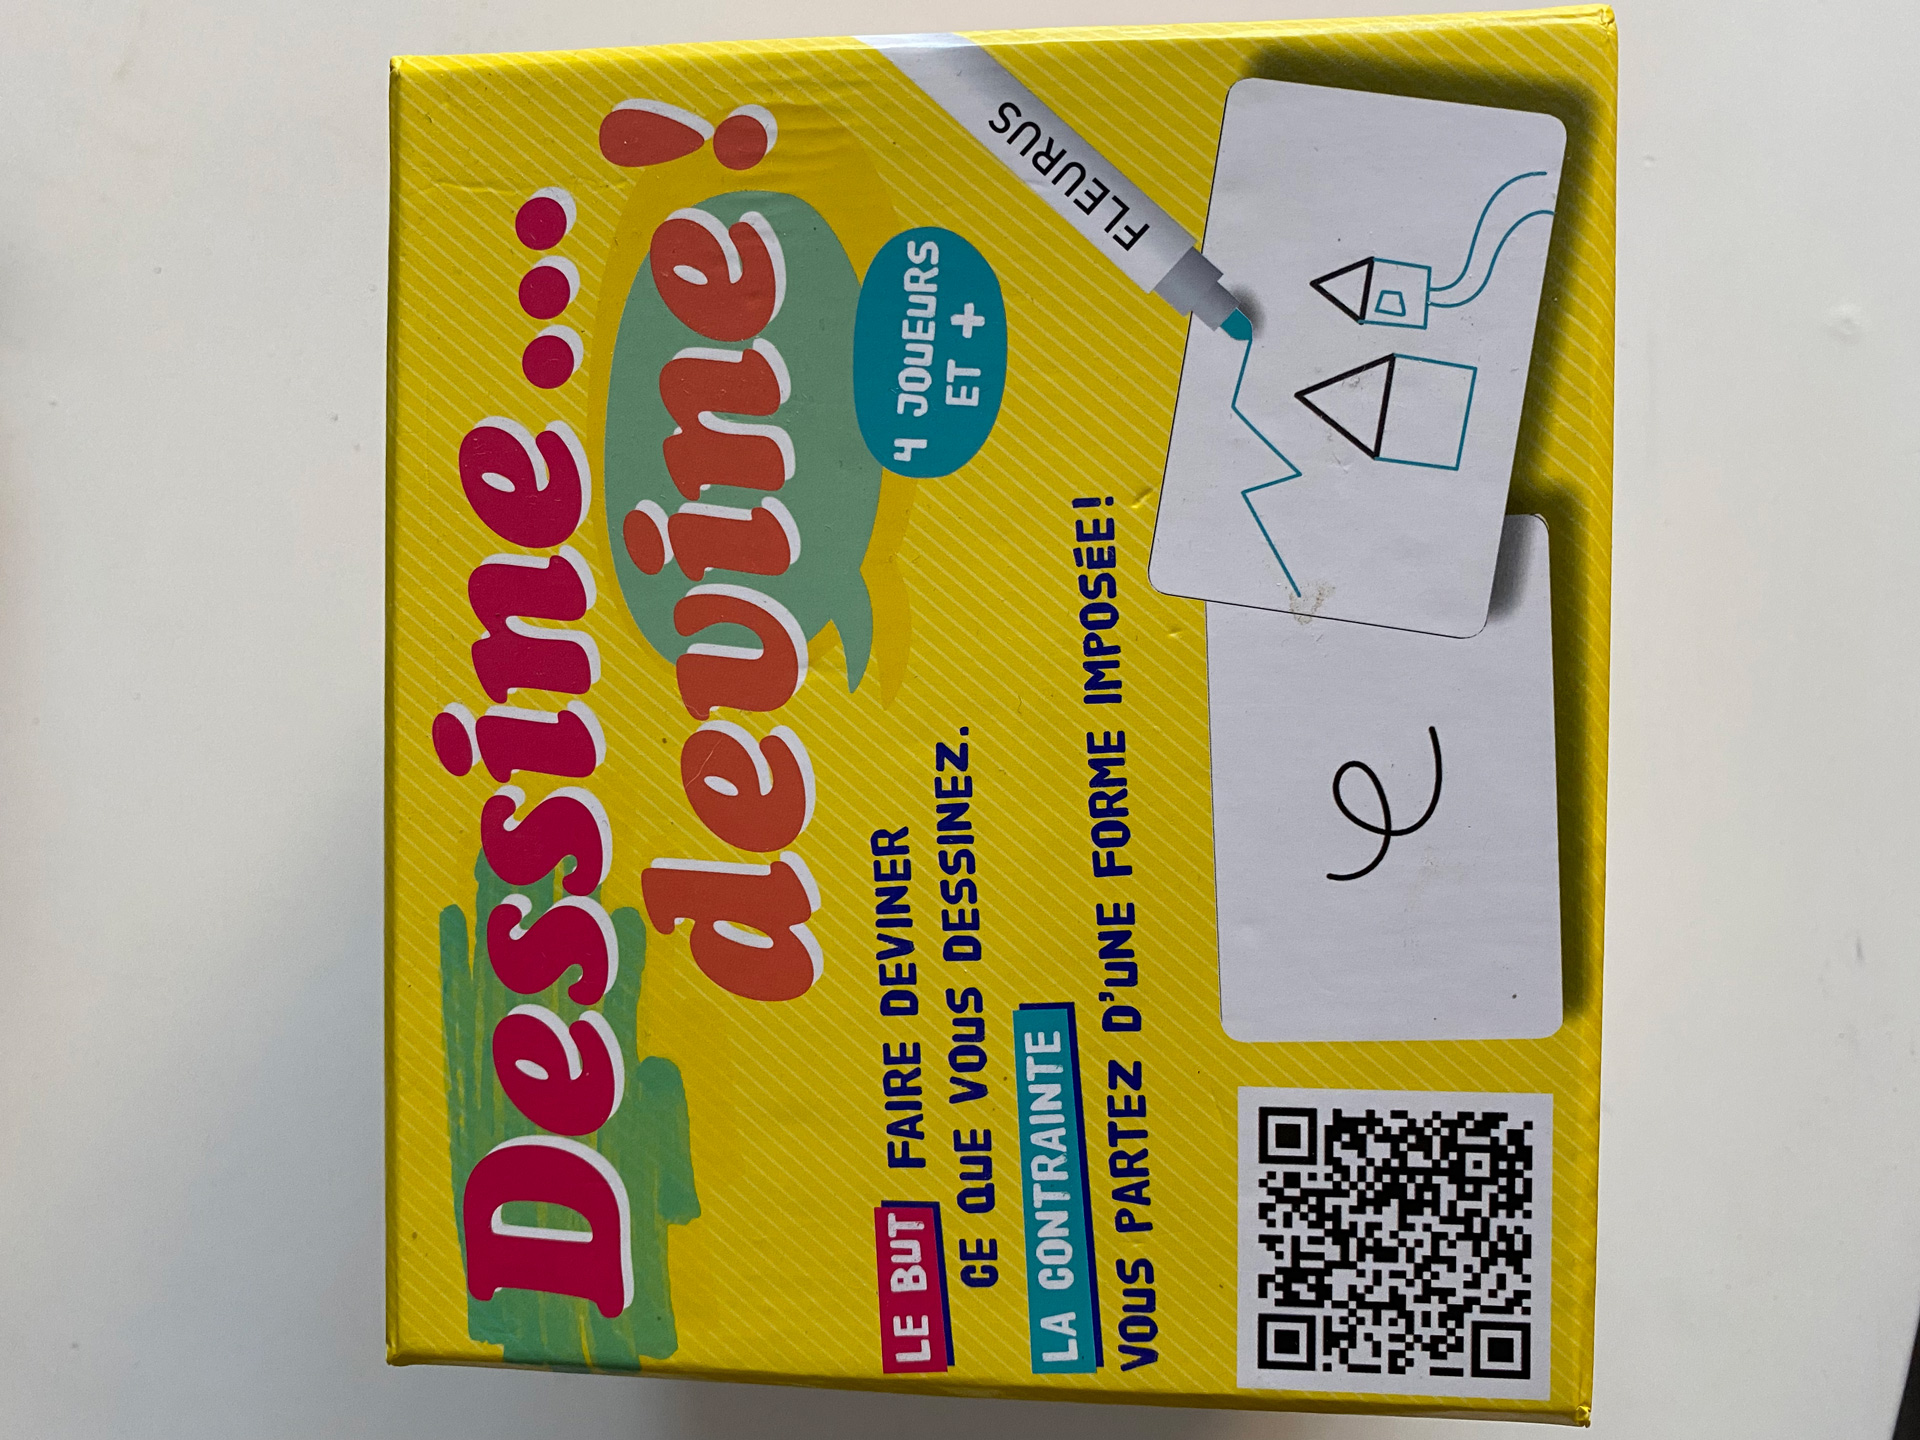 Dessine...
devine!
4 JOUEURS
ET +
LE BUT FAIRE DEVINER
CE QUE VOUS DESSINEZ.
LA CONTRAINTE
VOUS PARTEZ D'UNE FORME IMPOSÉE!
FLEURUS